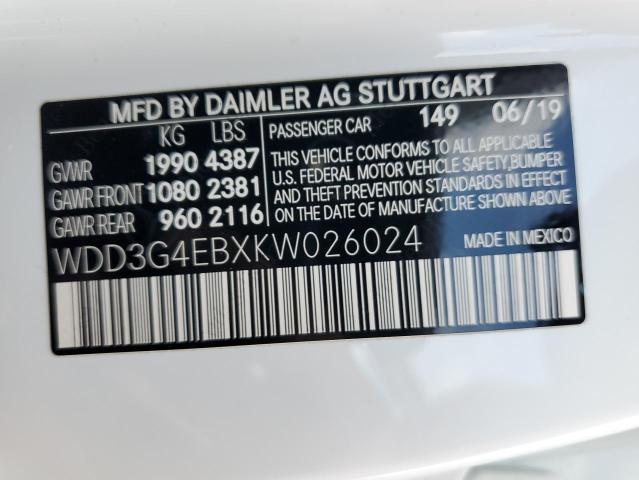 MFD BY DAIMLER AG STUTTGART
KG LBS PASSENGER CAR 149 06/19
GVWR 1990 4387
GAWR FRONT 1080 2381
GAWR REAR 960 2116
THIS VEHICLE CONFORMS TO ALL APPLICABLE
U.S. FEDERAL MOTOR VEHICLE SAFETY,BUMPER
AND THEFT PREVENTION STANDARDS IN EFFECT
ON THE DATE OF MANUFACTURE SHOWN ABOVE
WDD3G4EBXKW026024 MADE IN MEXICO